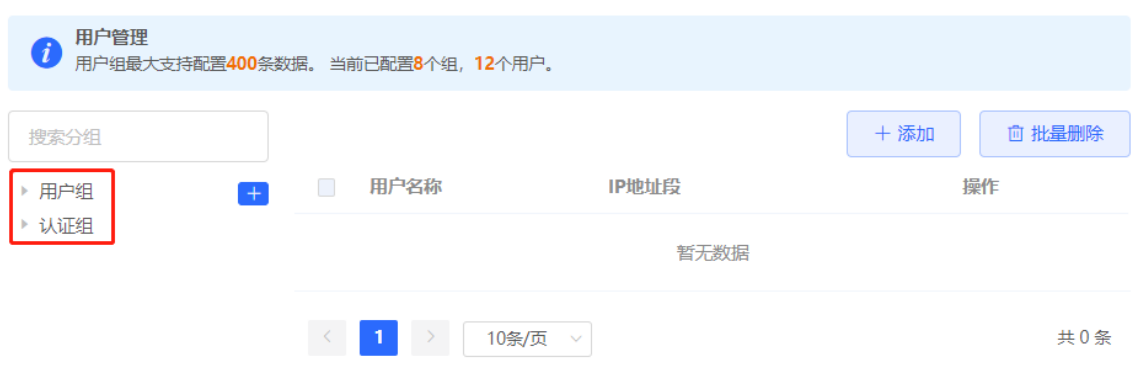 用户管理
用户组最大支持配置400条数据。 当前已配置8个组，12个用户。
搜索分组
添加
批量删除
用户组
认证组
用户名称 IP地址段 操作
暂无数据
1
10条/页
共 0 条